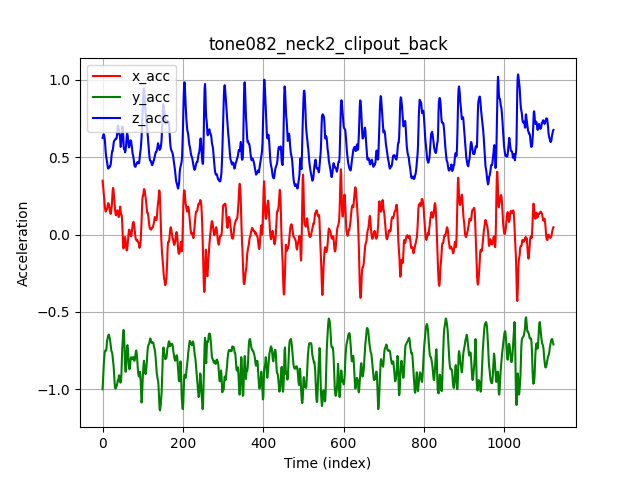 tone082_neck2_clipout_back
x_acc
y_acc
z_acc
1.0
0.5
0.0
−0.5
−1.0
Acceleration
0 200 400 600 800 1000
Time (index)